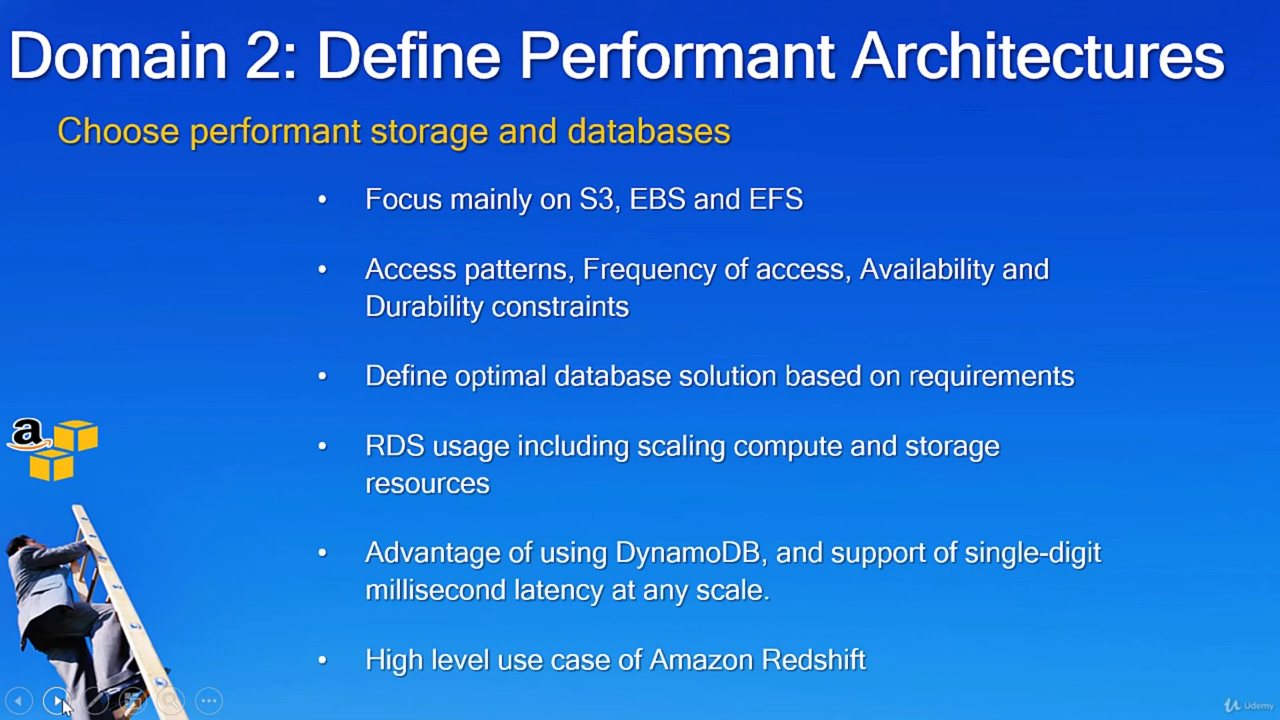 Domain 2: Define Performant Architectures
Choose performant storage and databases
• Focus mainly on S3, EBS and EFS
• Access patterns, Frequency of access, Availability and
Durability constraints
• Define optimal database solution based on requirements
• RDS usage including scaling compute and storage
resources
• Advantage of using DynamoDB, and support of single-digit
millisecond latency at any scale.
• High level use case of Amazon Redshift
a
Udemy